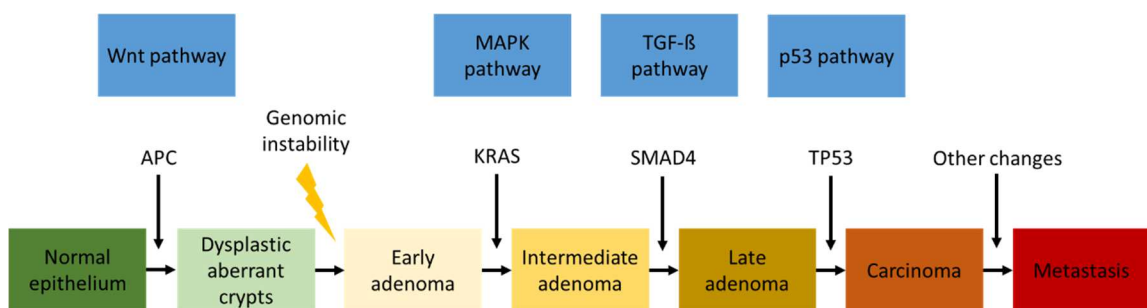 Wnt pathway
MAPK
pathway
TGF-ß
pathway
p53 pathway
Genomic
instability
APC
KRAS
SMAD4
TP53
Other changes
Normal
epithelium
Dysplastic
aberrant
crypts
Early
adenoma
Intermediate
adenoma
Late
adenoma
Carcinoma
Metastasis